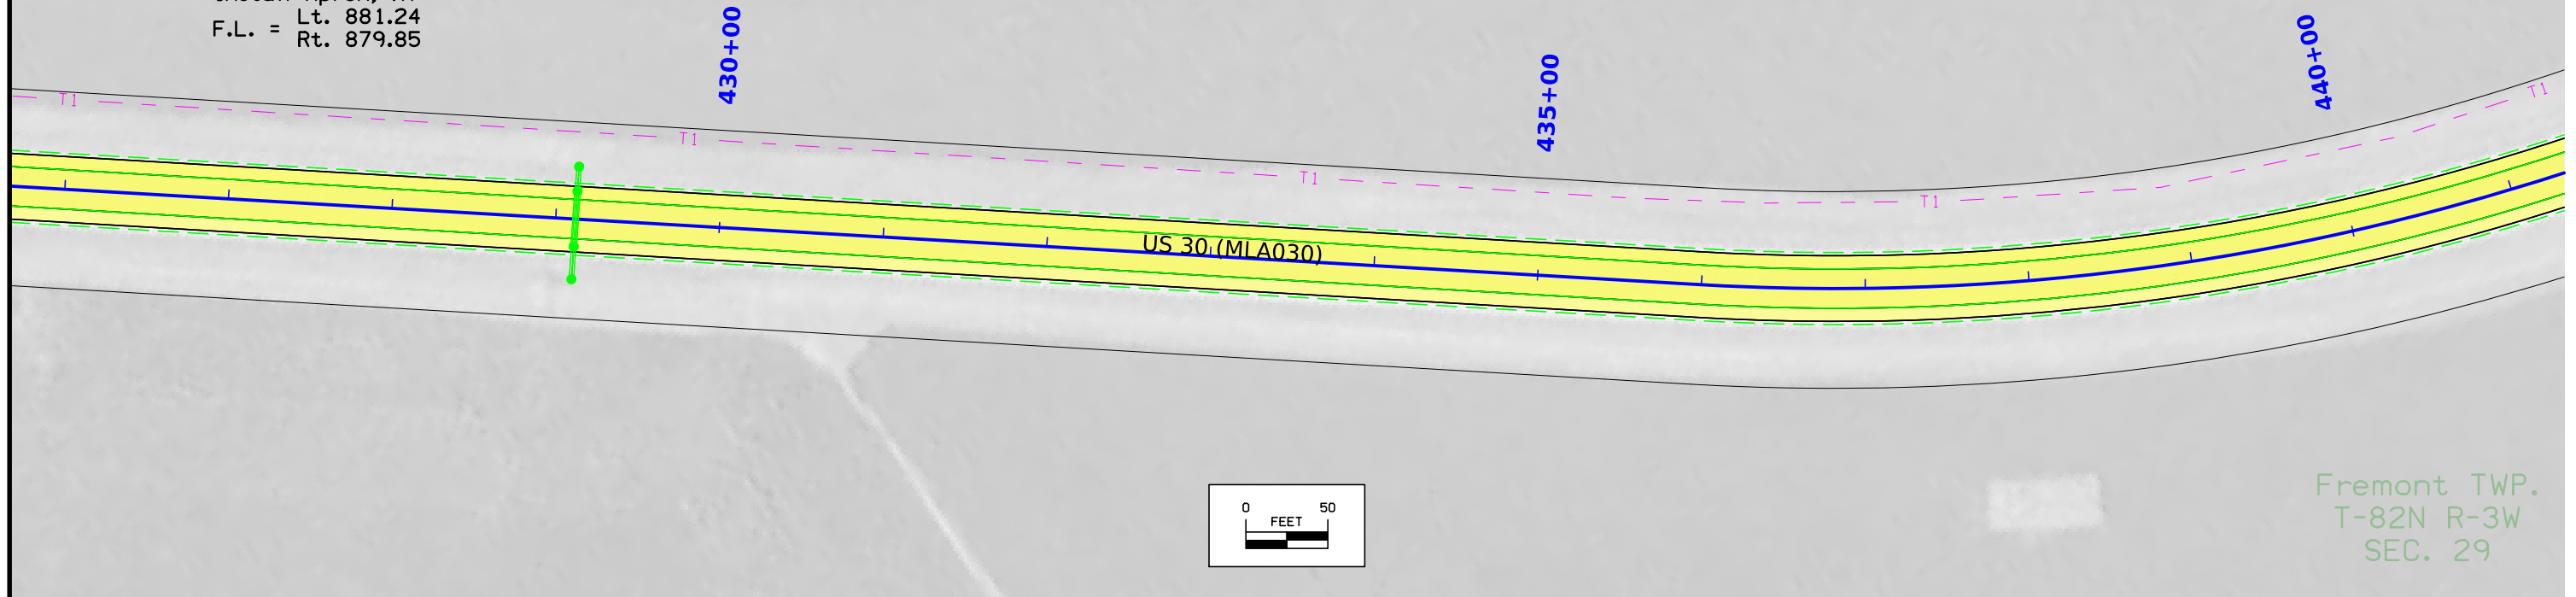 Lt. 881.24
F.L. =
Rt. 879.85
430+00
435+00
440+00
T1
T1
T1
T1
T1
US 30 (MLA030)
0 50
FEET
Fremont TWP.
T-82N R-3W
SEC. 29